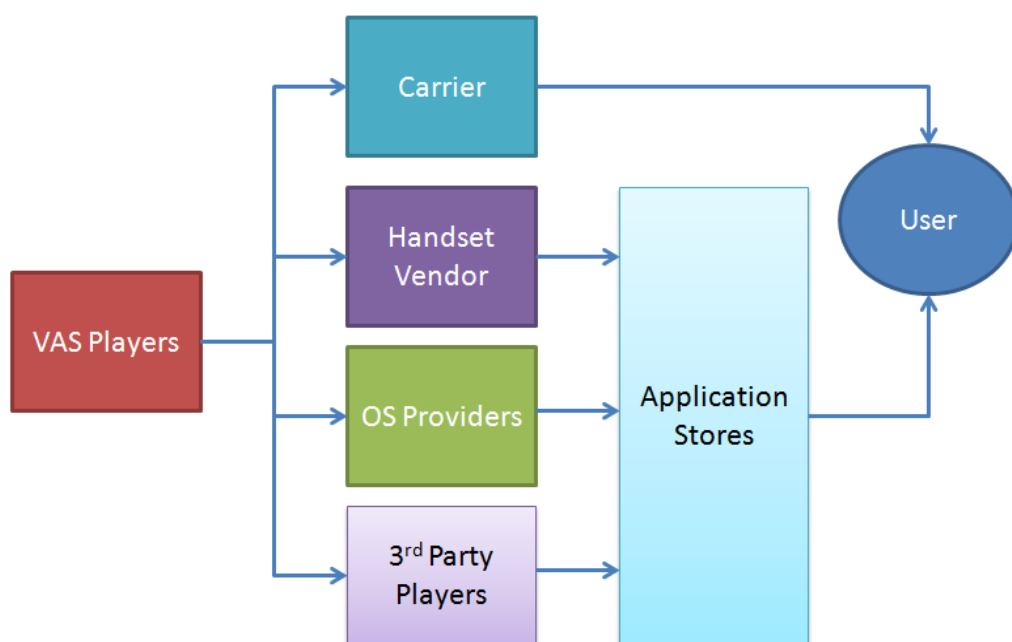 Carrier
Handset
Vendor
User
VAS Players
OS Providers
Application
Stores
3rd Party
Players